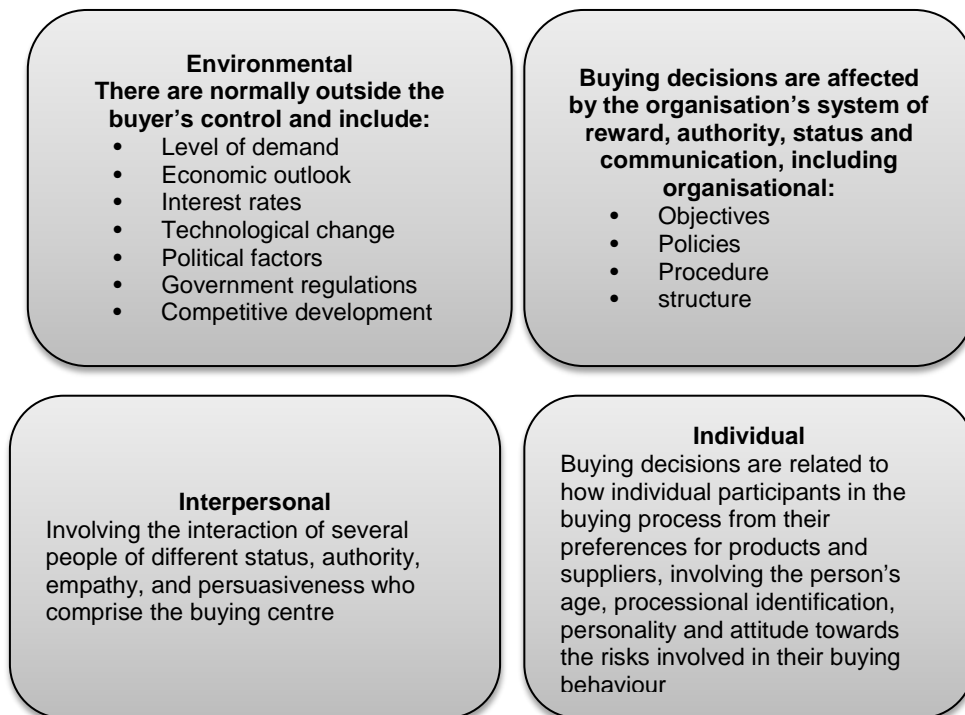 Environmental
There are normally outside the
buyer's control and include:
• Level of demand
• Economic outlook
• Interest rates
• Technological change
• Political factors
• Government regulations
• Competitive development
Buying decisions are affected
by the organisation's system of
reward, authority, status and
communication, including
organisational:
• Objectives
• Policies
• Procedure
• structure
Interpersonal
Involving the interaction of several
people of different status, authority,
empathy, and persuasiveness who
comprise the buying centre
Individual
Buying decisions are related to
how individual participants in the
buying process from their
preferences for products and
suppliers, involving the person's
age, processional identification,
personality and attitude towards
the risks involved in their buying
behaviour